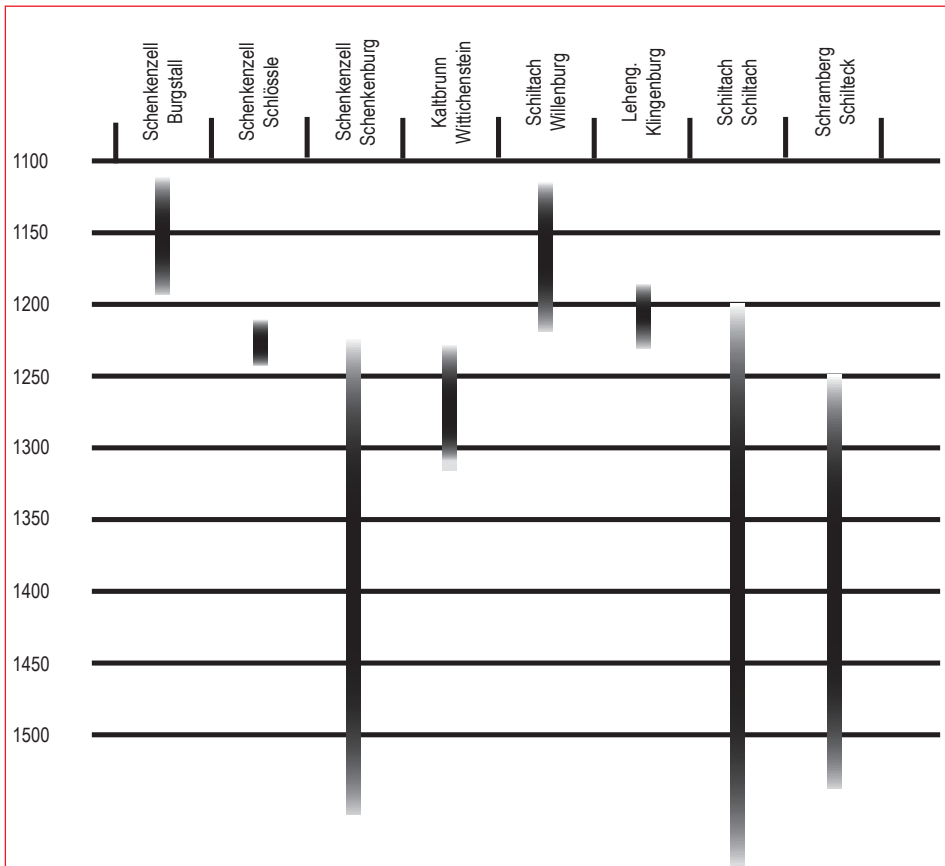 Schenkenzell
Burgstall
Schenkenzell
Schlössle
Schenkenzell
Schenkenburg
Kaltbrunn
Wittichenstein
Schiltach
Willenburg
Leheng.
Klingenburg
Schiltach
Schiltach
Schramberg
Schilteck
1100
1150
1200
1250
1300
1350
1400
1450
1500